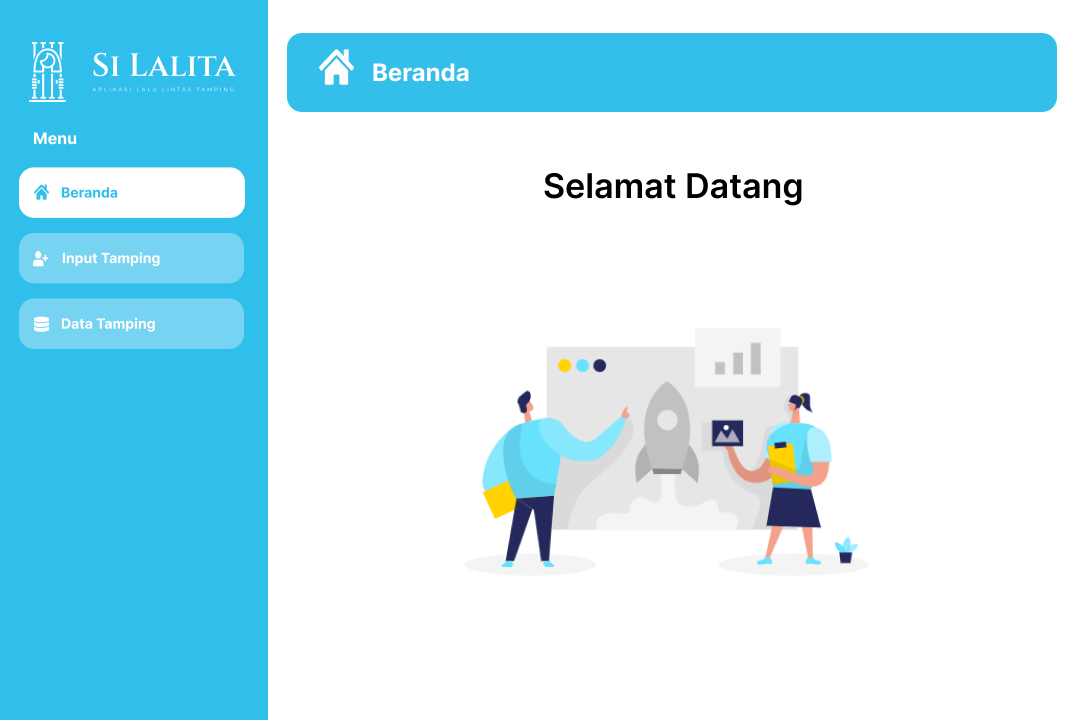 SI LALITA
APLIKASI LALU LINTAS TAMPING
Menu
Beranda
Input Tamping
Data Tamping
Beranda
Selamat Datang